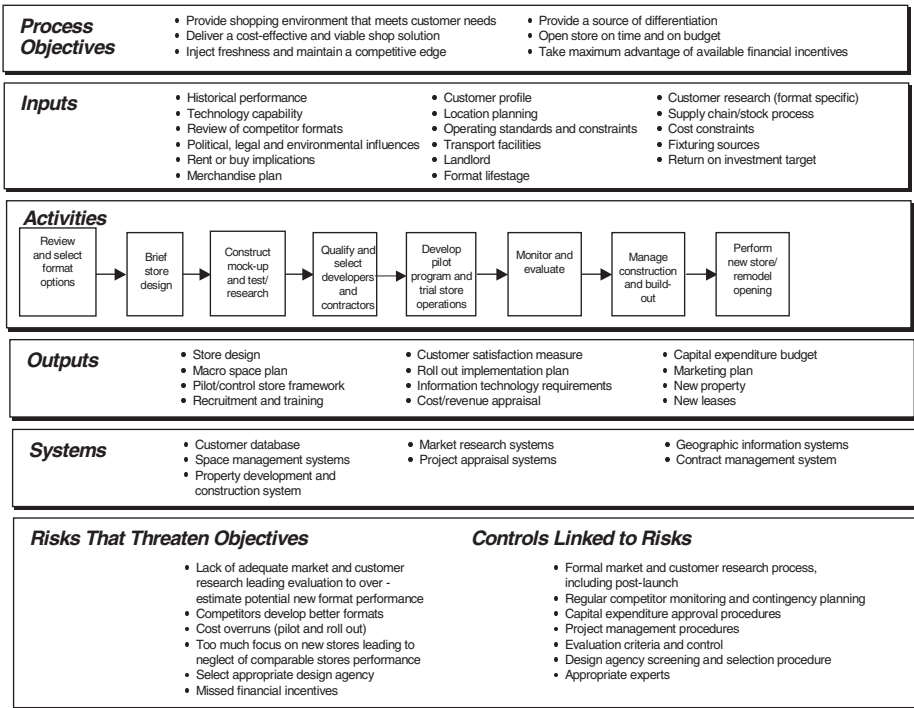 Process
Objectives
• Provide shopping environment that meets customer needs
• Deliver a cost-effective and viable shop solution
• Inject freshness and maintain a competitive edge
• Provide a source of differentiation
• Open store on time and on budget
• Take maximum advantage of available financial incentives
Inputs
• Historical performance
• Technology capability
• Review of competitor formats
• Political, legal and environmental influences
• Rent or buy implications
• Merchandise plan
• Customer profile
• Location planning
• Operating standards and constraints
• Transport facilities
• Landlord
• Format lifestage
• Customer research (format specific)
• Supply chain/stock process
• Cost constraints
• Fixturing sources
• Return on investment target
Activities
Review
and select
format
options
Brief
store
design
Construct
mock-up
and test/
research
Qualify and
select
developers
and
contractors
Develop
pilot
program and
trial store
operations
Monitor and
evaluate
Manage
construction
and build-
out
Perform
new store/
remodel
opening
Outputs
• Store design
• Macro space plan
• Pilot/control store framework
• Recruitment and training
• Customer satisfaction measure
• Roll out implementation plan
• Information technology requirements
• Cost/revenue appraisal
• Capital expenditure budget
• Marketing plan
• New property
• New leases
Systems
• Customer database
• Space management systems
• Property development and
construction system
• Market research systems
• Project appraisal systems
• Geographic information systems
• Contract management system
Risks That Threaten Objectives
• Lack of adequate market and customer
research leading evaluation to over -
estimate potential new format performance
• Competitors develop better formats
• Cost overruns (pilot and roll out)
• Too much focus on new stores leading to
neglect of comparable stores performance
• Select appropriate design agency
• Missed financial incentives
Controls Linked to Risks
• Formal market and customer research process,
including post-launch
• Regular competitor monitoring and contingency planning
• Capital expenditure approval procedures
• Project management procedures
• Evaluation criteria and control
• Design agency screening and selection procedure
• Appropriate experts